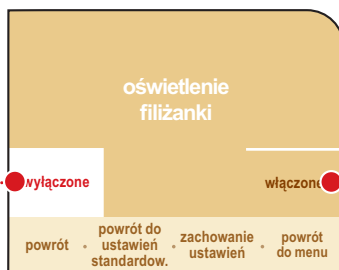 oświetlenie
filiżanki
wyłączone
włączone
powrót • powrót do ustawień standardow. • zachowanie ustawień • powrót do menu